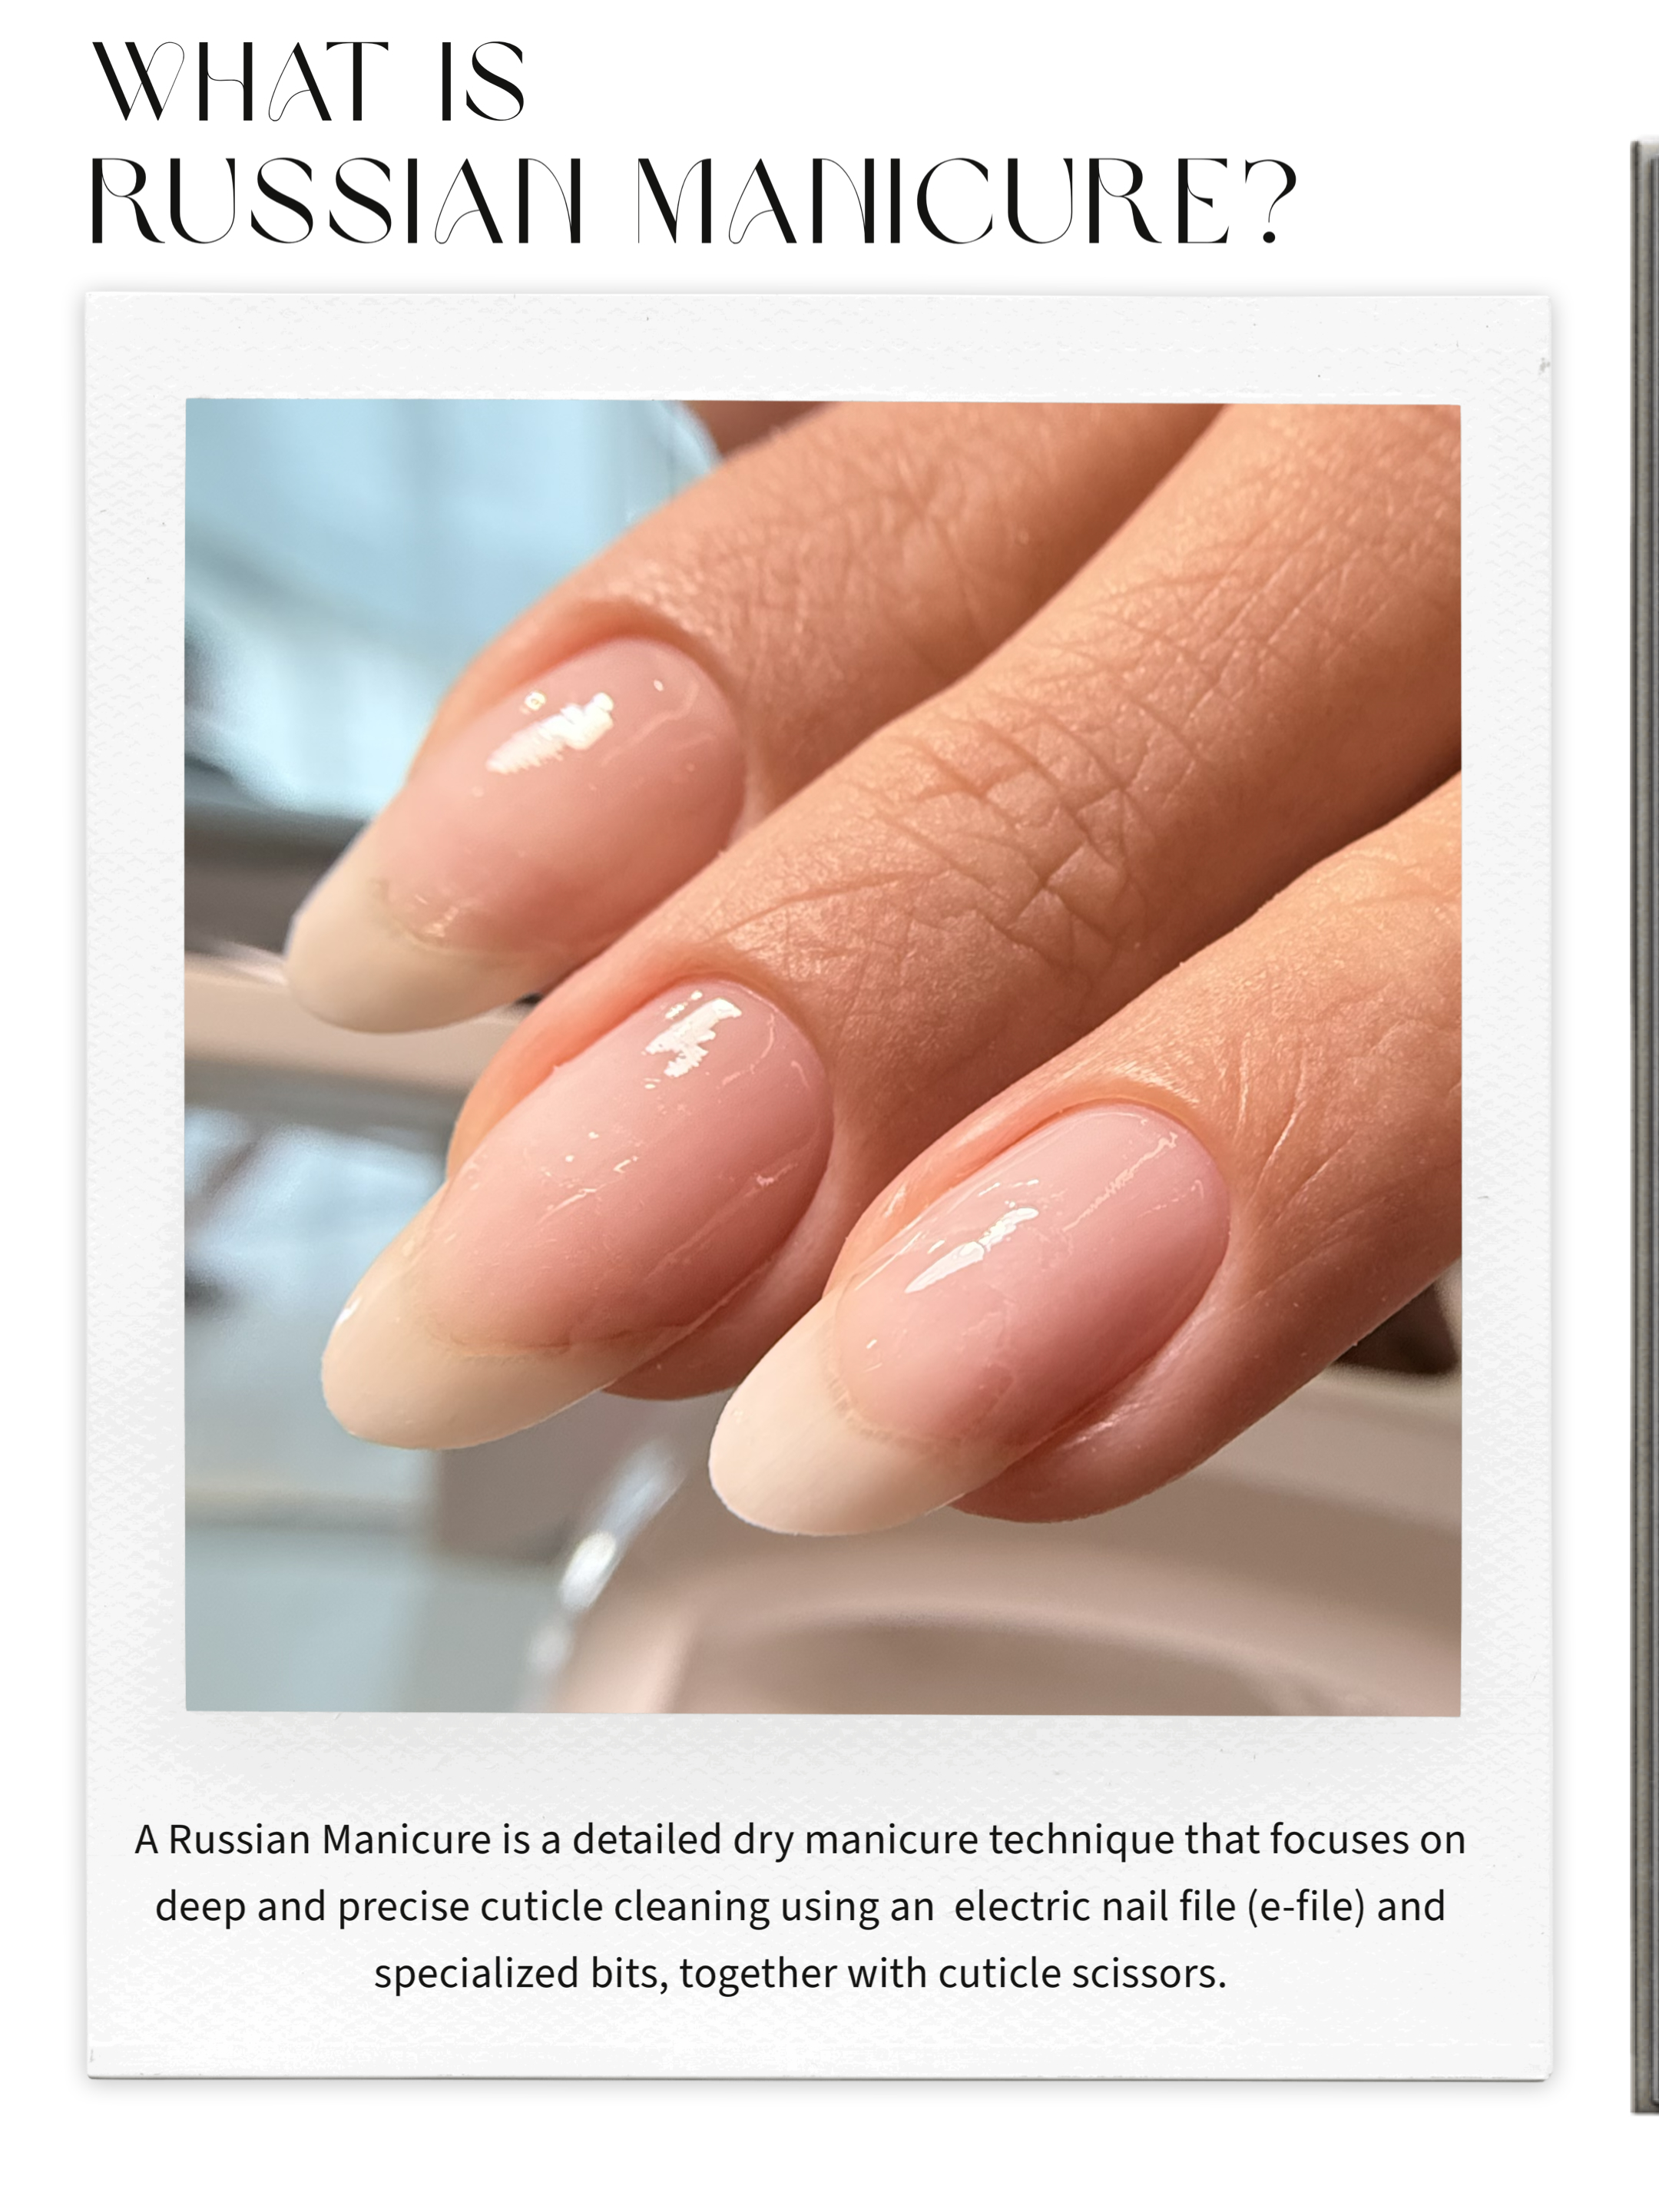 WHAT IS
RUSSIAN MANICURE?
A Russian Manicure is a detailed dry manicure technique that focuses on
deep and precise cuticle cleaning using an  electric nail file (e-file) and
specialized bits, together with cuticle scissors.